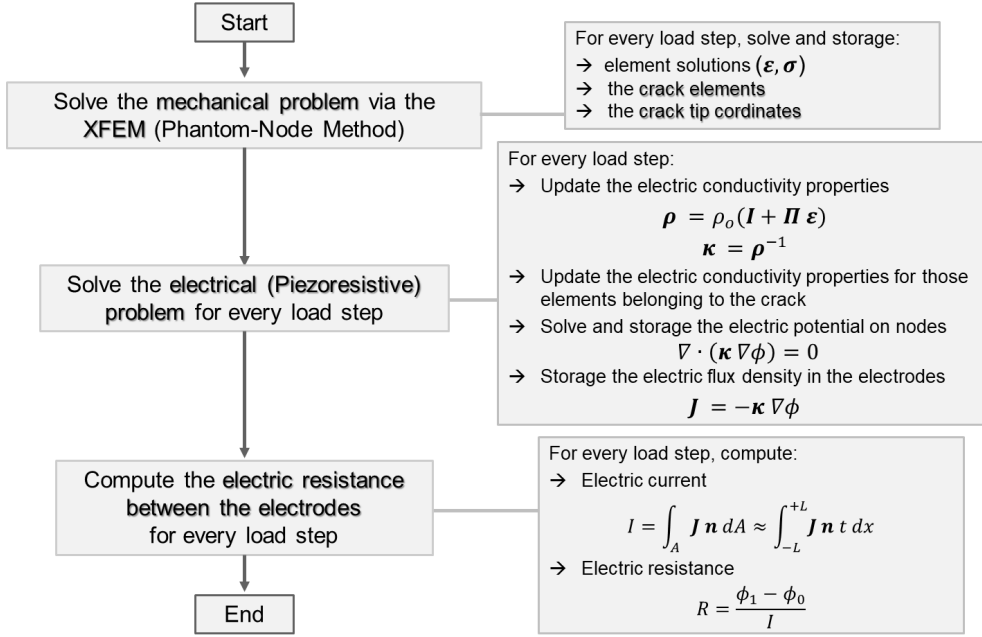 Start
Solve the mechanical problem via the
XFEM (Phantom-Node Method)
For every load step, solve and storage:
→ element solutions (ε, σ)
→ the crack elements
→ the crack tip cordinates
Solve the electrical (Piezoresistive)
problem for every load step
For every load step:
→ Update the electric conductivity properties
ρ = ρₒ(I + Π ε)
κ = ρ⁻¹
→ Update the electric conductivity properties for those
elements belonging to the crack
→ Solve and storage the electric potential on nodes
∇ · (κ ∇ϕ) = 0
→ Storage the electric flux density in the electrodes
J = −κ ∇ϕ
Compute the electric resistance
between the electrodes
for every load step
For every load step, compute:
→ Electric current
I = ∫_A J n dA ≈ ∫_{-L}^{+L} J n t dx
→ Electric resistance
R = (ϕ₁ − ϕ₀) / I
End